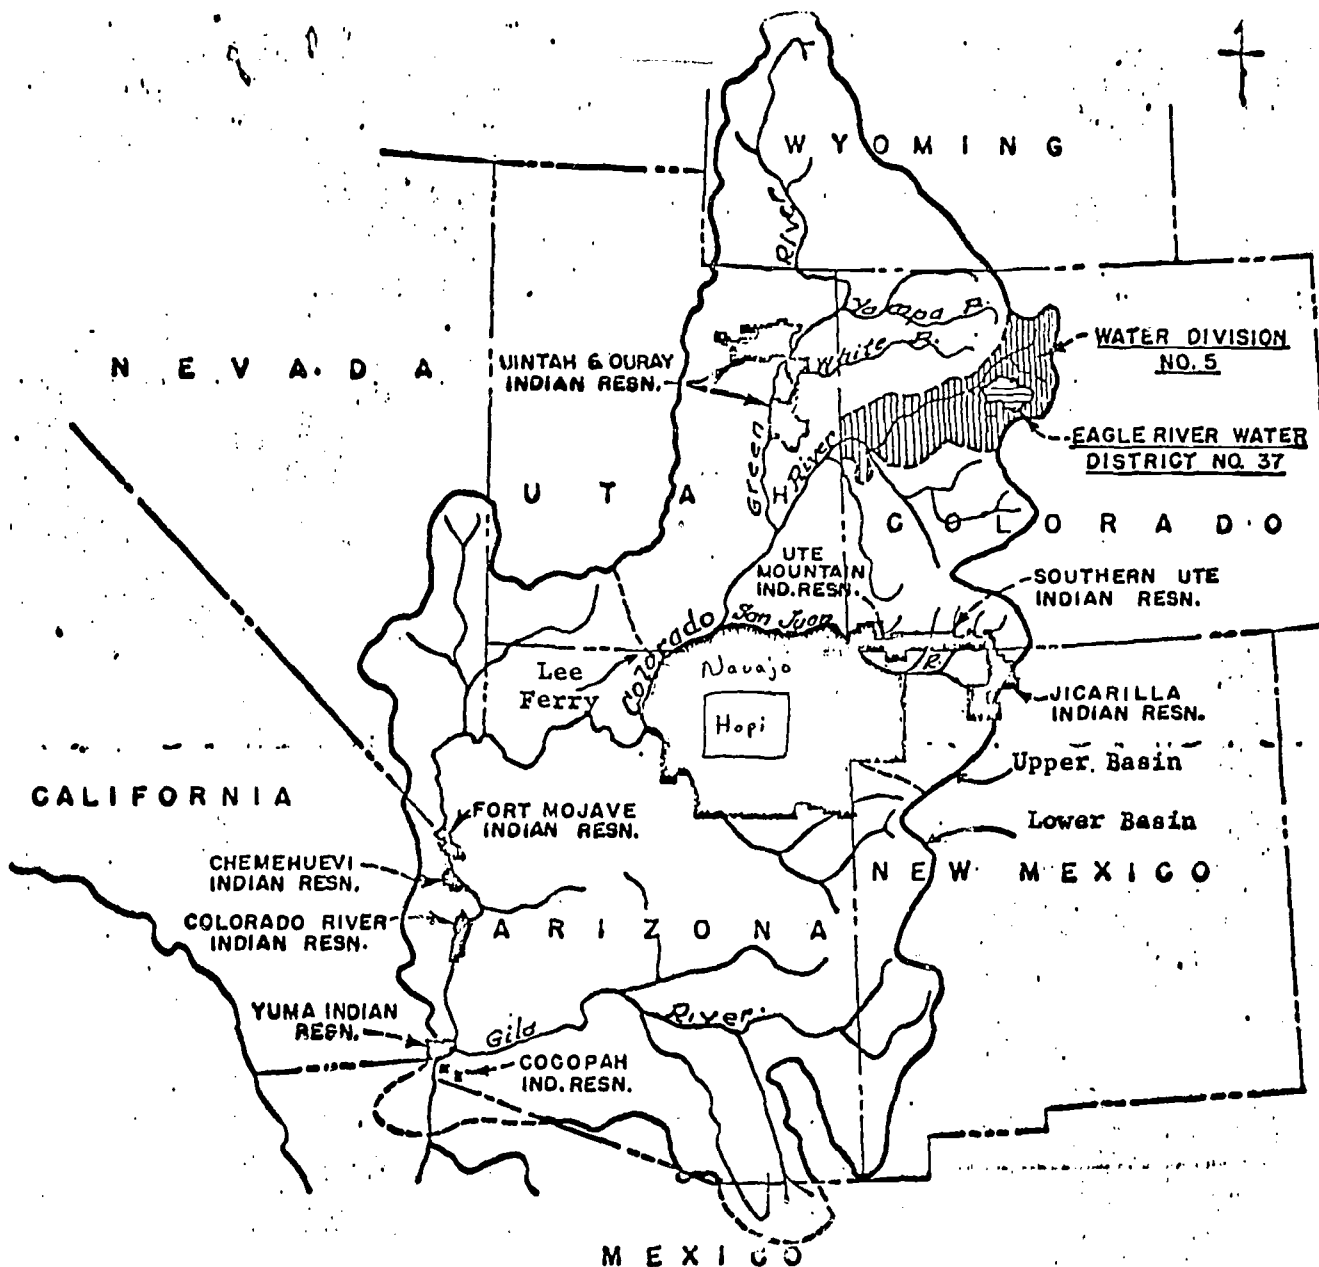 WYOMING
River
Yampa R.
White R.
NEVADA
UINTAH & OURAY
INDIAN RESN.
WATER DIVISION
NO. 5
EAGLE RIVER WATER
DISTRICT NO. 37
Green
River
UTAH
COLORADO
UTE
MOUNTAIN
IND. RESN.
SOUTHERN UTE
INDIAN RESN.
San Juan
R.
Colorado
Lee
Ferry
Navajo
Hopi
JICARILLA
INDIAN RESN.
Upper Basin
Lower Basin
CALIFORNIA
FORT MOJAVE
INDIAN RESN.
CHEMEHUEVI
INDIAN RESN.
COLORADO RIVER
INDIAN RESN.
ARIZONA
NEW MEXICO
YUMA INDIAN
RESN.
Gila
River
COCOPAH
IND. RESN.
MEXICO